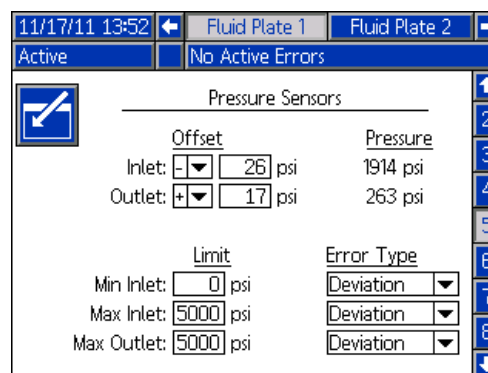 11/17/11 13:52 Fluid Plate 1 Fluid Plate 2
Active No Active Errors
Pressure Sensors
Offset Pressure
Inlet: - 26 psi 1914 psi
Outlet: + 17 psi 263 psi
Limit Error Type
Min Inlet: 0 psi Deviation
Max Inlet: 5000 psi Deviation
Max Outlet: 5000 psi Deviation
2
3
4
5
6
7
8